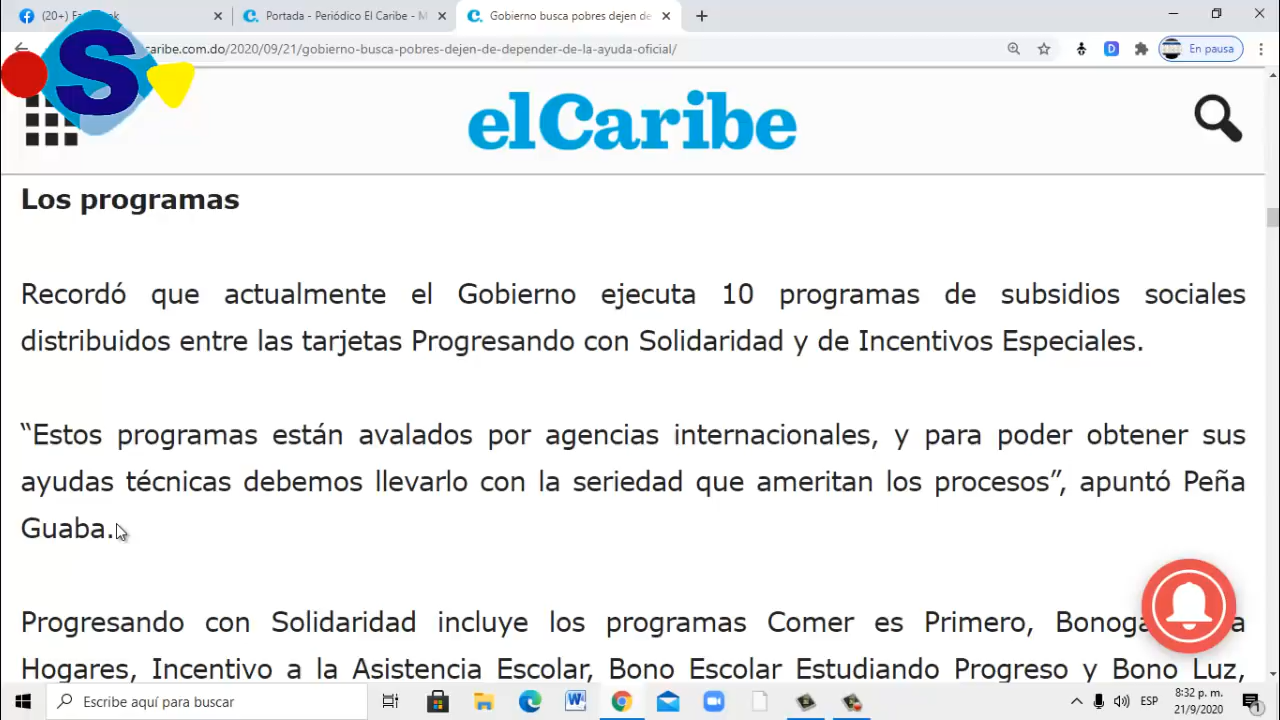 (20+) Fa
Portada - Periódico El Caribe - M
Gobierno busca pobres dejen de
caribe.com.do/2020/09/21/gobierno-busca-pobres-dejen-de-depender-de-la-ayuda-oficial/
D
En pausa
S
elCaribe
Los programas
Recordó que actualmente el Gobierno ejecuta 10 programas de subsidios sociales
distribuidos entre las tarjetas Progresando con Solidaridad y de Incentivos Especiales.
“Estos programas están avalados por agencias internacionales, y para poder obtener sus
ayudas técnicas debemos llevarlo con la seriedad que ameritan los procesos”, apuntó Peña
Guaba.
Progresando con Solidaridad incluye los programas Comer es Primero, Bonoga a
Hogares, Incentivo a la Asistencia Escolar, Bono Escolar Estudiando Progreso y Bono Luz,
Escribe aquí para buscar
ESP
8:32 p. m.
21/9/2020
1